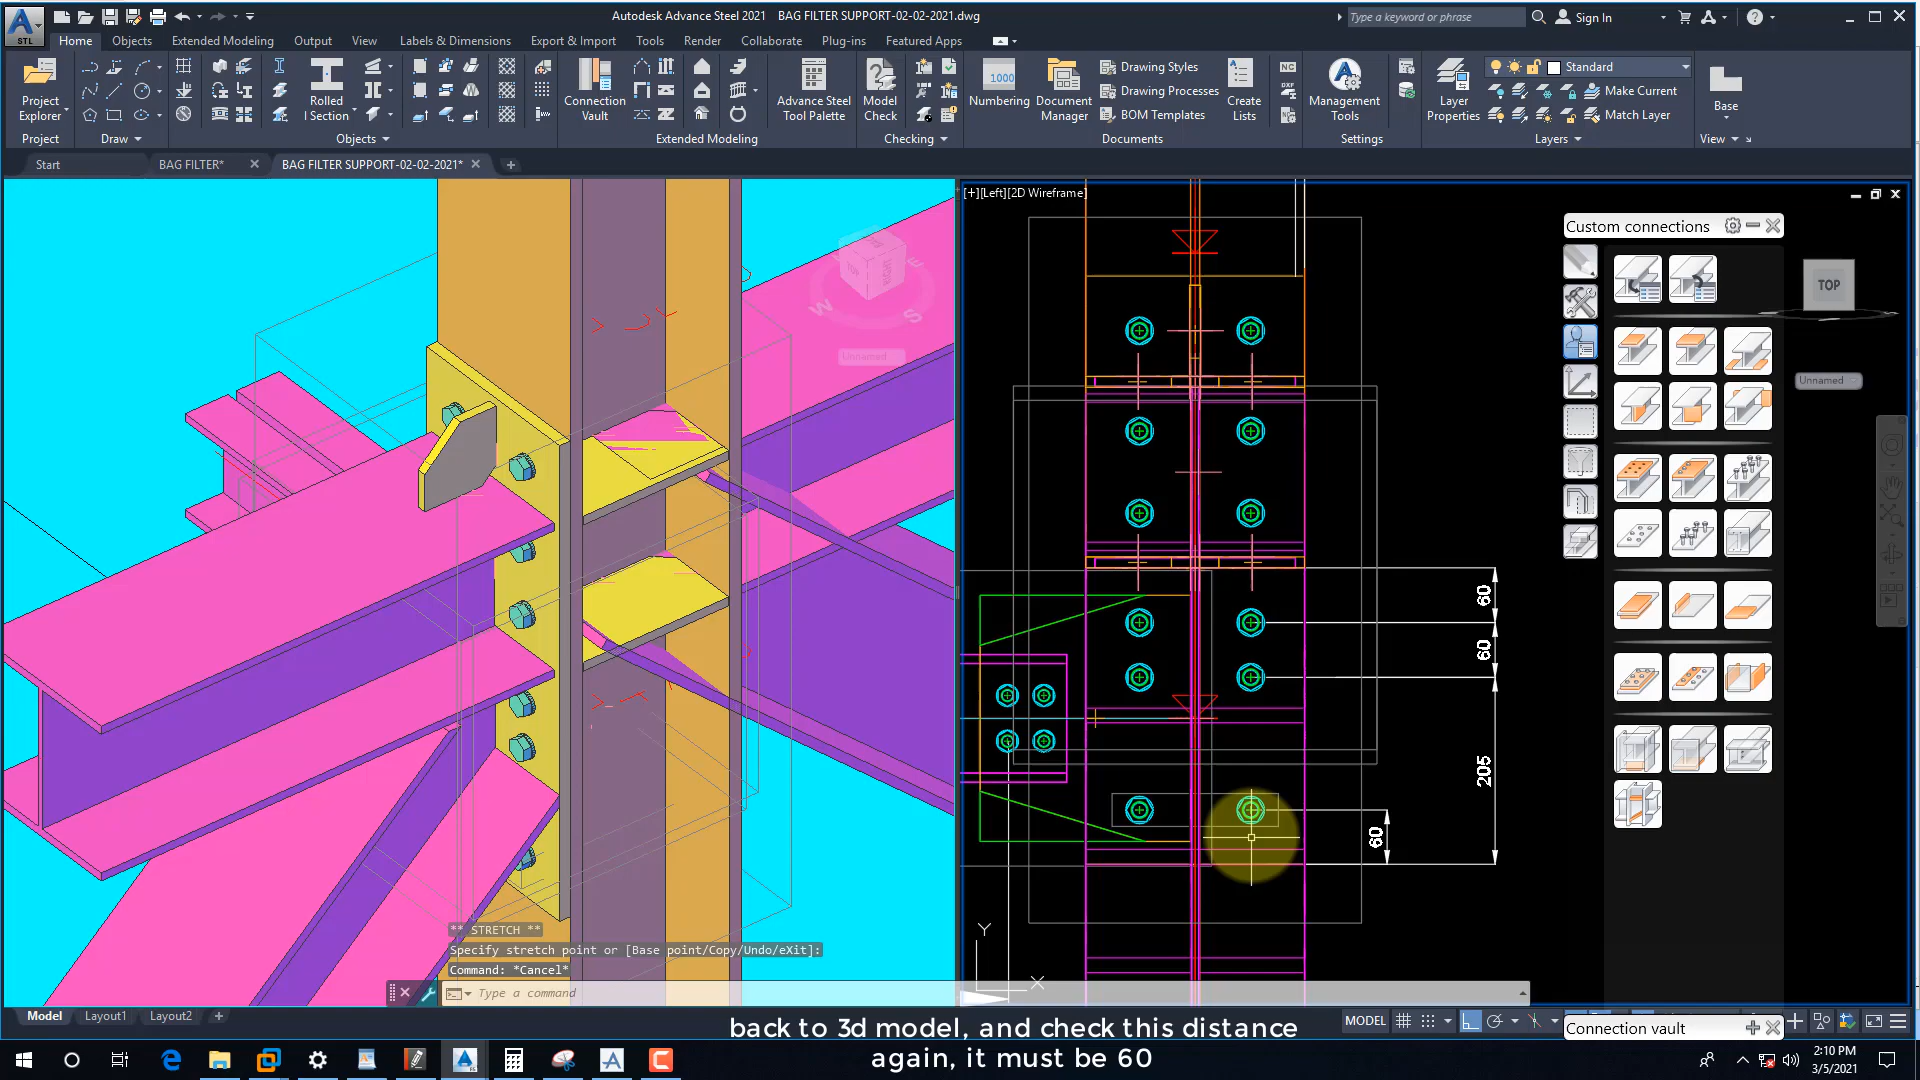 Autodesk Advance Steel 2021 BAG FILTER SUPPORT-02-02-2021.dwg
Type a keyword or phrase
Sign In
STL
Home Objects Extended Modeling Output View Labels & Dimensions Export & Import Tools Render Collaborate Plug-ins Featured Apps
Project Explorer
Rolled I Section
Connection Vault
Advance Steel Tool Palette
Model Check
1000
Numbering
Document Manager
Drawing Styles
Drawing Processes
BOM Templates
Create Lists
NC
DXF
Management Tools
Layer Properties
Standard
Make Current
Match Layer
Base
Project Draw Objects Extended Modeling Checking Documents Settings Layers View
Start BAG FILTER* BAG FILTER SUPPORT-02-02-2021*
[+][Left][2D Wireframe]
Custom connections
TOP
Unnamed
TOP
W
E
Unnamed
60
60
205
60
Y
X
** STRETCH **
Specify stretch point or [Base point/Copy/Undo/eXit]:
Command: *Cancel*
Type a command
Model Layout1 Layout2
MODEL
Connection vault
back to 3d model, and check this distance
again, it must be 60
2:10 PM
3/5/2021